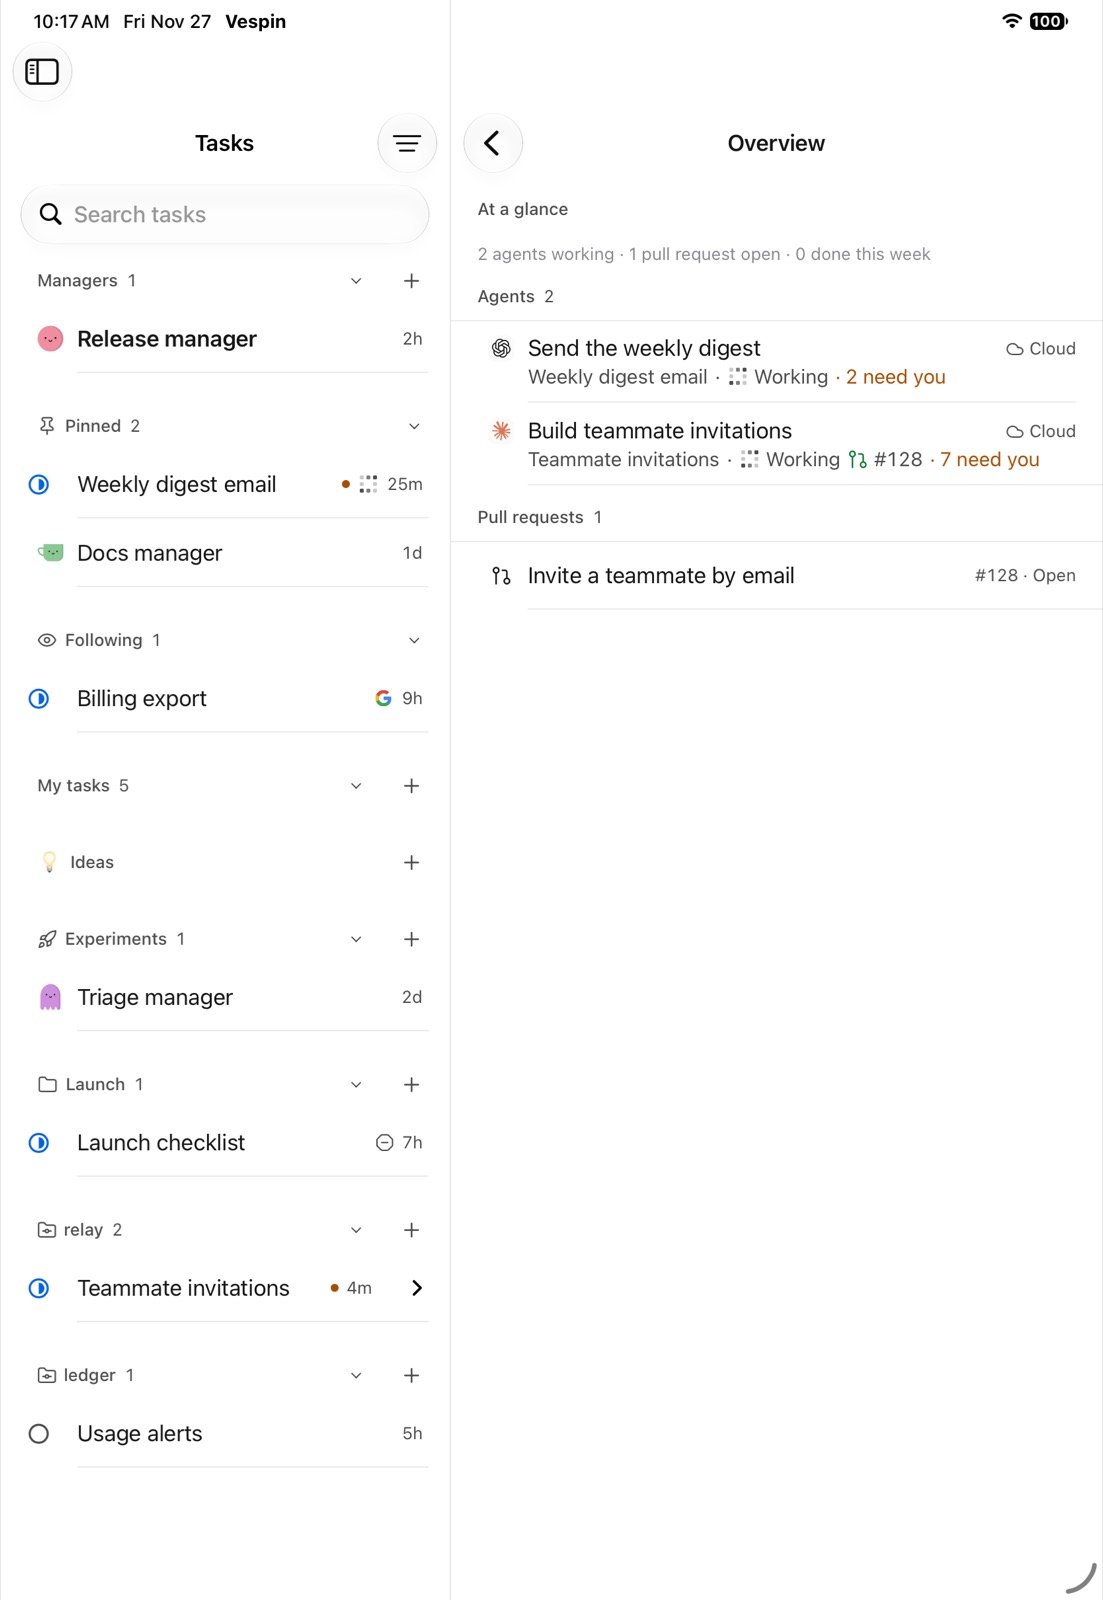 10:17 AM Fri Nov 27 Vespin
100
Tasks
Search tasks
Managers 1
Release manager 2h
Pinned 2
Weekly digest email 25m
Docs manager 1d
Following 1
Billing export 9h
My tasks 5
Ideas
Experiments 1
Triage manager 2d
Launch 1
Launch checklist 7h
relay 2
Teammate invitations 4m
ledger 1
Usage alerts 5h
Overview
At a glance
2 agents working · 1 pull request open · 0 done this week
Agents 2
Send the weekly digest Cloud
Weekly digest email · Working · 2 need you
Build teammate invitations Cloud
Teammate invitations · Working #128 · 7 need you
Pull requests 1
Invite a teammate by email #128 · Open